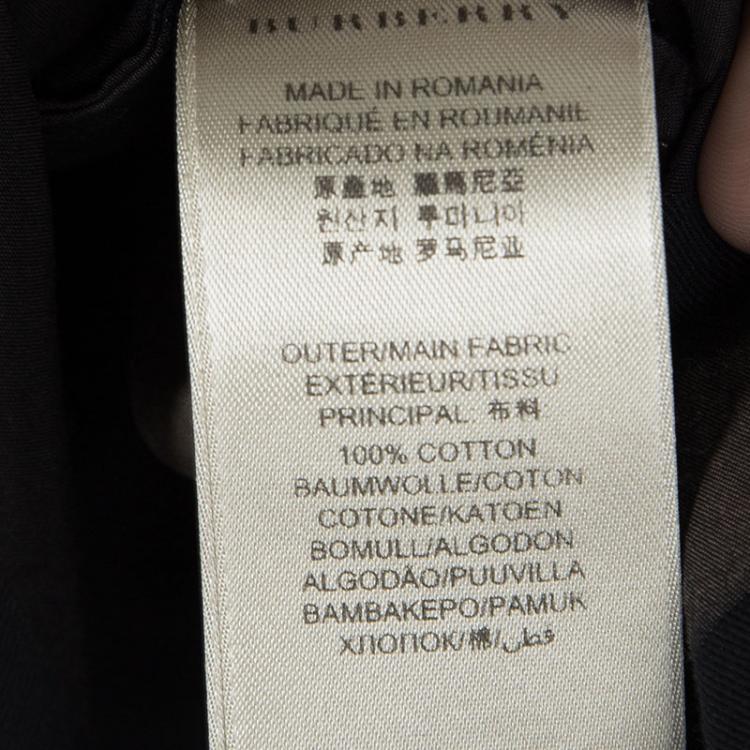 BURBERRY
MADE IN ROMANIA
FABRIQUÉ EN ROUMANIE
FABRICADO NA ROMÉNIA
原產地 羅馬尼亞
원산지 루마니아
原产地 罗马尼亚
OUTER/MAIN FABRIC
EXTÉRIEUR/TISSU
PRINCIPAL: 布料:
100% COTTON
BAUMWOLLE/COTON
COTONE/KATOEN
BOMULL/ALGODON
ALGODÃO/PUUVILLA
BAMBAKEPO/PAMUK
ХЛОПОК/棉/قطن